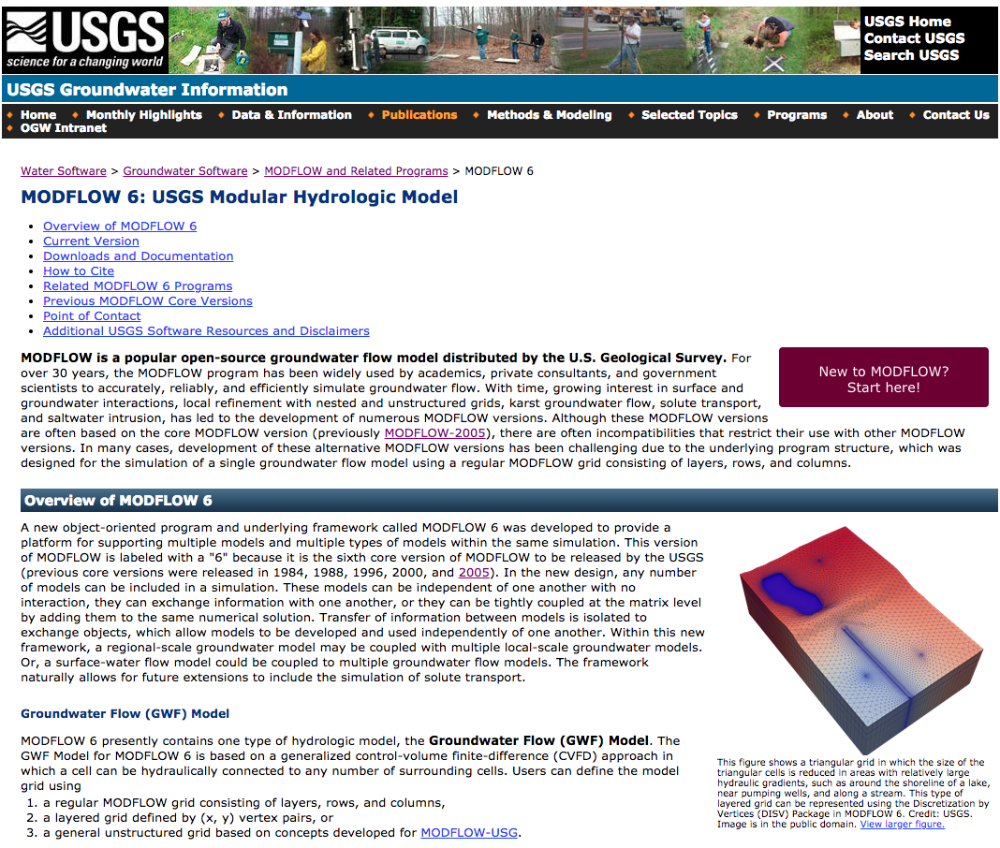 USGS
science for a changing world
USGS Home
Contact USGS
Search USGS
USGS Groundwater Information
Home Monthly Highlights Data & Information Publications Methods & Modeling Selected Topics Programs About Contact Us
OGW Intranet
Water Software > Groundwater Software > MODFLOW and Related Programs > MODFLOW 6
MODFLOW 6: USGS Modular Hydrologic Model
• Overview of MODFLOW 6
• Current Version
• Downloads and Documentation
• How to Cite
• Related MODFLOW 6 Programs
• Previous MODFLOW Core Versions
• Point of Contact
• Additional USGS Software Resources and Disclaimers
MODFLOW is a popular open-source groundwater flow model distributed by the U.S. Geological Survey. For
over 30 years, the MODFLOW program has been widely used by academics, private consultants, and government
scientists to accurately, reliably, and efficiently simulate groundwater flow. With time, growing interest in surface and
groundwater interactions, local refinement with nested and unstructured grids, karst groundwater flow, solute transport,
and saltwater intrusion, has led to the development of numerous MODFLOW versions. Although these MODFLOW versions
are often based on the core MODFLOW version (previously MODFLOW-2005), there are often incompatibilities that restrict their use with other MODFLOW
versions. In many cases, development of these alternative MODFLOW versions has been challenging due to the underlying program structure, which was
designed for the simulation of a single groundwater flow model using a regular MODFLOW grid consisting of layers, rows, and columns.
New to MODFLOW?
Start here!
Overview of MODFLOW 6
A new object-oriented program and underlying framework called MODFLOW 6 was developed to provide a
platform for supporting multiple models and multiple types of models within the same simulation. This version
of MODFLOW is labeled with a "6" because it is the sixth core version of MODFLOW to be released by the USGS
(previous core versions were released in 1984, 1988, 1996, 2000, and 2005). In the new design, any number
of models can be included in a simulation. These models can be independent of one another with no
interaction, they can exchange information with one another, or they can be tightly coupled at the matrix level
by adding them to the same numerical solution. Transfer of information between models is isolated to
exchange objects, which allow models to be developed and used independently of one another. Within this new
framework, a regional-scale groundwater model may be coupled with multiple local-scale groundwater models.
Or, a surface-water flow model could be coupled to multiple groundwater flow models. The framework
naturally allows for future extensions to include the simulation of solute transport.
Groundwater Flow (GWF) Model
MODFLOW 6 presently contains one type of hydrologic model, the Groundwater Flow (GWF) Model. The
GWF Model for MODFLOW 6 is based on a generalized control-volume finite-difference (CVFD) approach in
which a cell can be hydraulically connected to any number of surrounding cells. Users can define the model
grid using
1. a regular MODFLOW grid consisting of layers, rows, and columns,
2. a layered grid defined by (x, y) vertex pairs, or
3. a general unstructured grid based on concepts developed for MODFLOW-USG.
This figure shows a triangular grid in which the size of the
triangular cells is reduced in areas with relatively large
hydraulic gradients, such as around the shoreline of a lake,
near pumping wells, and along a stream. This type of
layered grid can be represented using the Discretization by
Vertices (DISV) Package in MODFLOW 6. Credit: USGS.
Image is in the public domain. View larger figure.